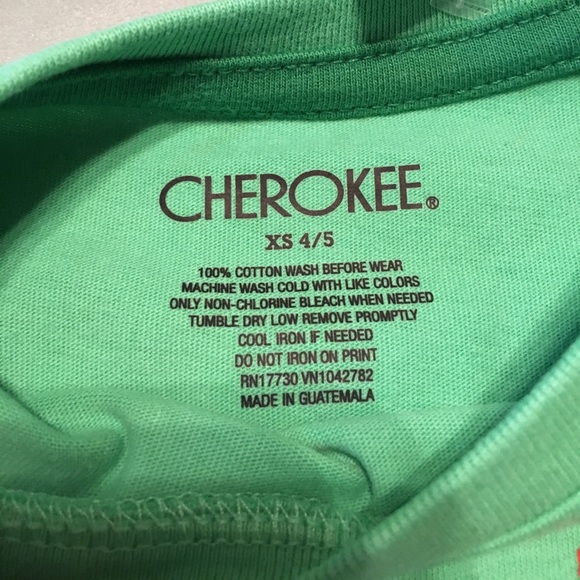 CHEROKEE®
XS 4/5
100% COTTON WASH BEFORE WEAR
MACHINE WASH COLD WITH LIKE COLORS
ONLY NON-CHLORINE BLEACH WHEN NEEDED
TUMBLE DRY LOW REMOVE PROMPTLY
COOL IRON IF NEEDED
DO NOT IRON ON PRINT
RN17730 VN1042782
MADE IN GUATEMALA